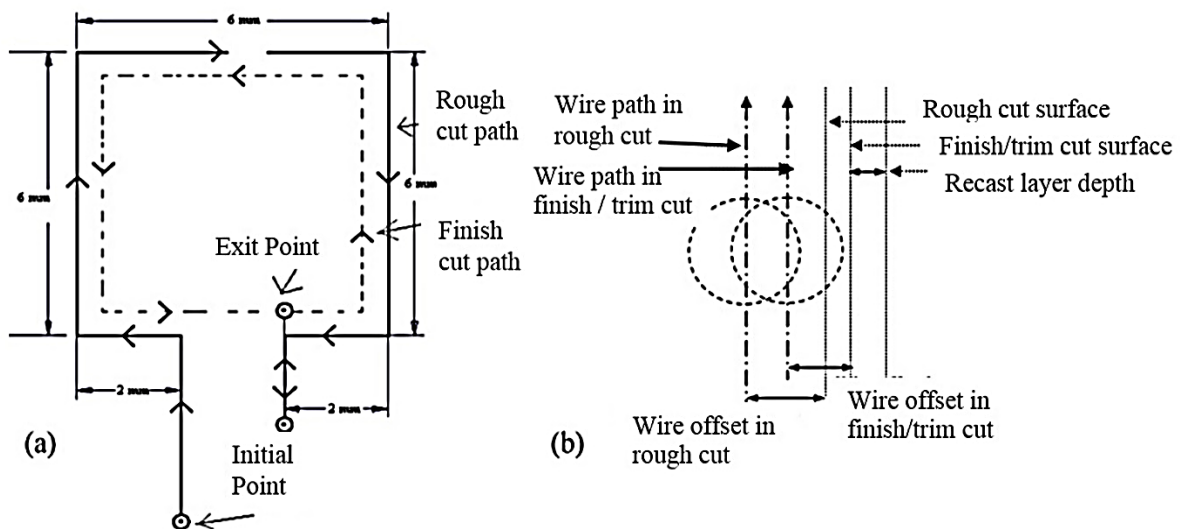 6 mm
6 mm
6 mm
Rough
cut path
Finish
cut path
Exit Point
2 mm
2 mm
Initial
Point
(a)
Wire path in
rough cut
Wire path in
finish / trim cut
Rough cut surface
Finish/trim cut surface
Recast layer depth
Wire offset in
rough cut
Wire offset in
finish/trim cut
(b)